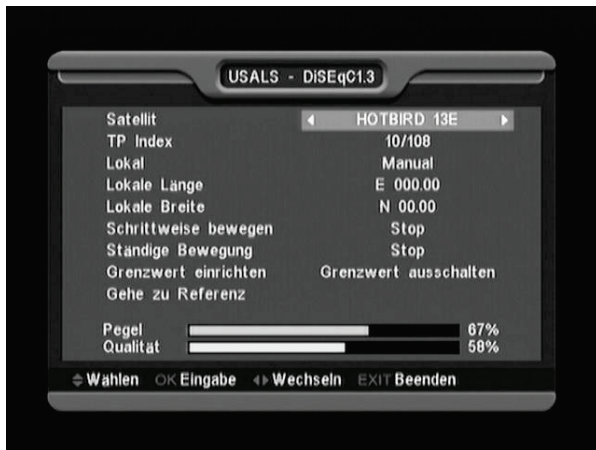 USALS - DiSEqC1.3
Satellit HOTBIRD 13E
TP Index 10/108
Lokal Manual
Lokale Länge E 000.00
Lokale Breite N 00.00
Schrittweise bewegen Stop
Ständige Bewegung Stop
Grenzwert einrichten Grenzwert ausschalten
Gehe zu Referenz
Pegel 67%
Qualität 58%
Wählen OK Eingabe Wechseln EXIT Beenden